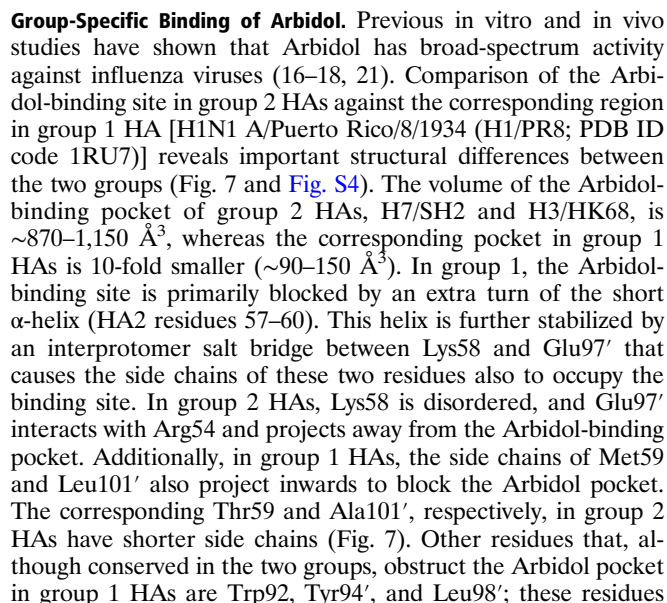 Group-Specific Binding of Arbidol. Previous in vitro and in vivo
studies have shown that Arbidol has broad-spectrum activity
against influenza viruses (16–18, 21). Comparison of the Arbi-
dol-binding site in group 2 HAs against the corresponding region
in group 1 HA [H1N1 A/Puerto Rico/8/1934 (H1/PR8; PDB ID
code 1RU7)] reveals important structural differences between
the two groups (Fig. 7 and Fig. S4). The volume of the Arbidol-
binding pocket of group 2 HAs, H7/SH2 and H3/HK68, is
∼870–1,150 Å³, whereas the corresponding pocket in group 1
HAs is 10-fold smaller (∼90–150 Å³). In group 1, the Arbidol-
binding site is primarily blocked by an extra turn of the short
α-helix (HA2 residues 57–60). This helix is further stabilized by
an interprotomer salt bridge between Lys58 and Glu97′ that
causes the side chains of these two residues also to occupy the
binding site. In group 2 HAs, Lys58 is disordered, and Glu97′
interacts with Arg54 and projects away from the Arbidol-binding
pocket. Additionally, in group 1 HAs, the side chains of Met59
and Leu101′ also project inwards to block the Arbidol pocket.
The corresponding Thr59 and Ala101′, respectively, in group 2
HAs have shorter side chains (Fig. 7). Other residues that, al-
though conserved in the two groups, obstruct the Arbidol pocket
in group 1 HAs are Trp92, Tyr94′, and Leu98′; these residues